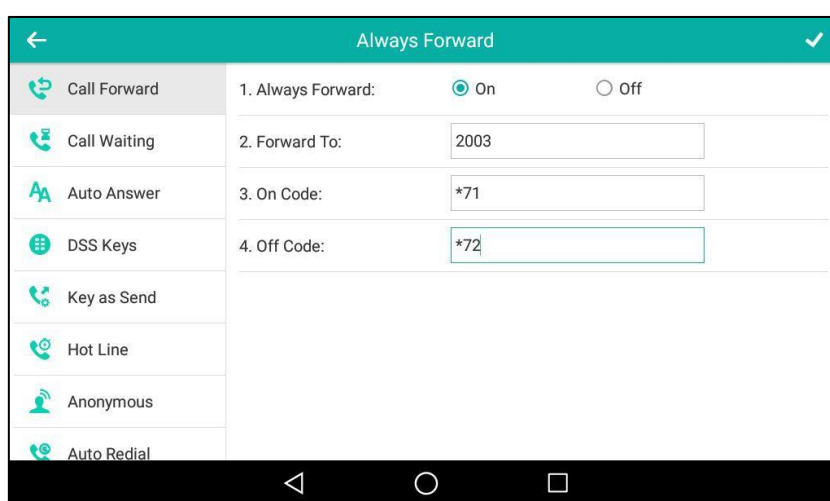 Always Forward
Call Forward
1. Always Forward: On Off
Call Waiting
2. Forward To: 2003
Auto Answer
3. On Code: *71
DSS Keys
4. Off Code: *72
Key as Send
Hot Line
Anonymous
Auto Redial